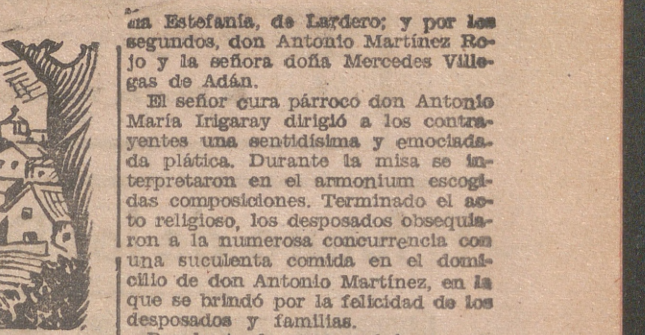 ña Estefanía, de Lardero; y por los
segundos, don Antonio Martínez Ro-
jo y la señora doña Mercedes Ville-
gas de Adán.
El señor cura párroco don Antonio
María Irigaray dirigió a los contra-
yentes una sentidísima y emociada-
da plática. Durante la misa se in-
terpretaron en el armonium escogi-
das composiciones. Terminado el ac-
to religioso, los desposados obsequia-
ron a la numerosa concurrencia con
una suculenta comida en el domi-
cilio de don Antonio Martínez, en la
que se brindó por la felicidad de los
desposados y familias.